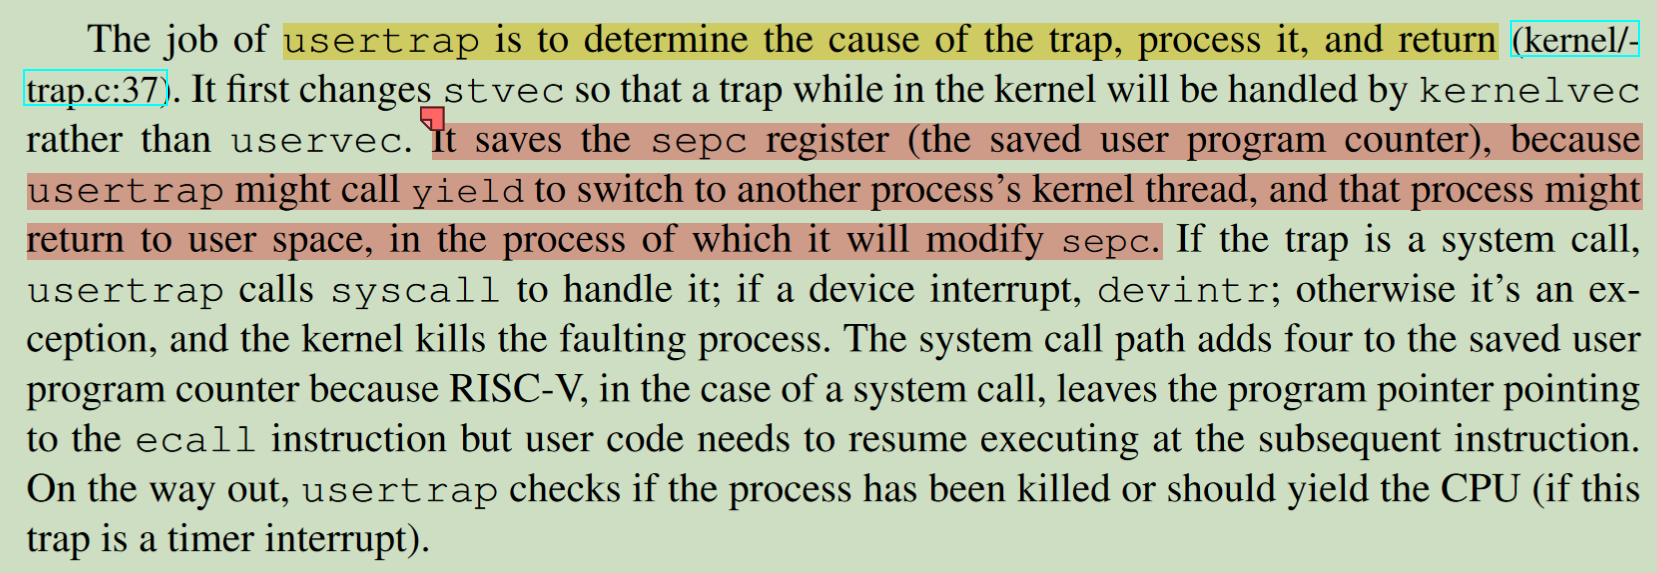 The job of usertrap is to determine the cause of the trap, process it, and return (kernel/-
trap.c:37). It first changes stvec so that a trap while in the kernel will be handled by kernelvec
rather than uservec. It saves the sepc register (the saved user program counter), because
usertrap might call yield to switch to another process’s kernel thread, and that process might
return to user space, in the process of which it will modify sepc. If the trap is a system call,
usertrap calls syscall to handle it; if a device interrupt, devintr; otherwise it’s an ex-
ception, and the kernel kills the faulting process. The system call path adds four to the saved user
program counter because RISC-V, in the case of a system call, leaves the program pointer pointing
to the ecall instruction but user code needs to resume executing at the subsequent instruction.
On the way out, usertrap checks if the process has been killed or should yield the CPU (if this
trap is a timer interrupt).